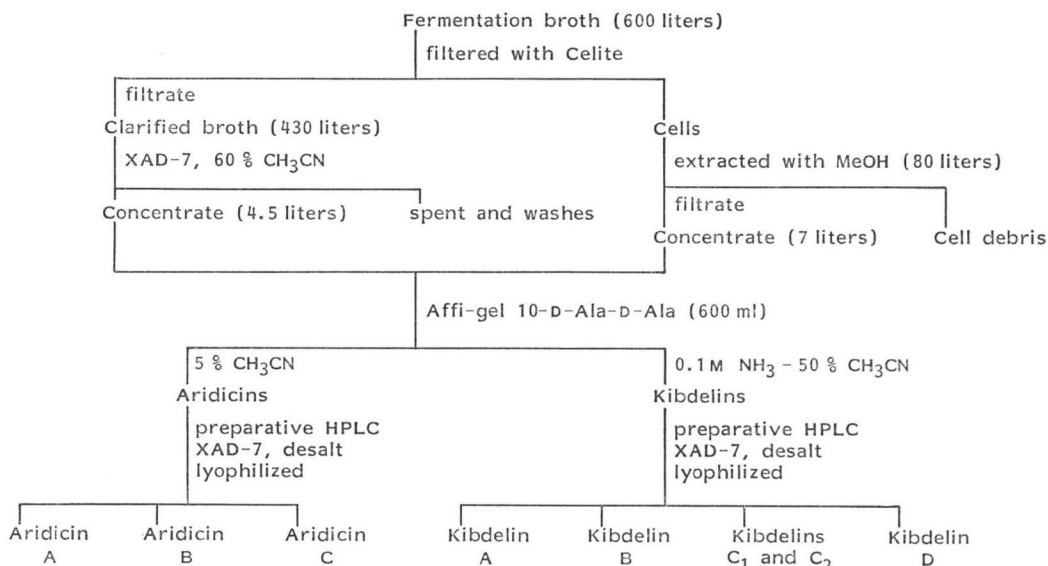 Fermentation broth (600 liters)
filtered with Celite
filtrate
Clarified broth (430 liters)
XAD-7, 60 % CH₃CN
Concentrate (4.5 liters)
spent and washes
Cells
extracted with MeOH (80 liters)
filtrate
Concentrate (7 liters)
Cell debris
Affi-gel 10-D-Ala-D-Ala (600 ml)
5 % CH₃CN
Aridicins
preparative HPLC
XAD-7, desalt
lyophilized
0.1 M NH₃ - 50 % CH₃CN
Kibdelins
preparative HPLC
XAD-7, desalt
lyophilized
Aridicin
A
Aridicin
B
Aridicin
C
Kibdelin
A
Kibdelin
B
Kibdelins
C₁ and C₂
Kibdelin
D